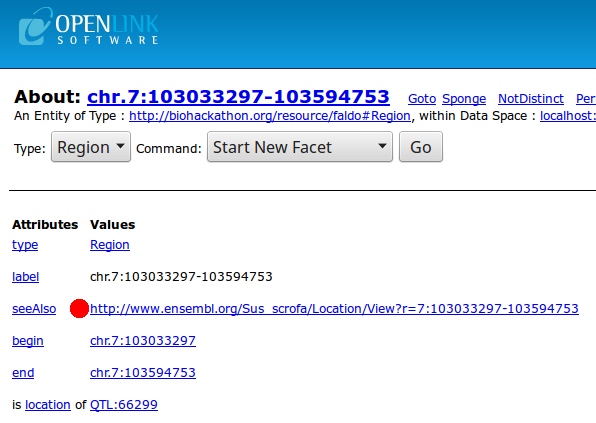 OPENLINK
SOFTWARE
About: chr.7:103033297-103594753 Goto Sponge NotDistinct Per
An Entity of Type : http://biohackathon.org/resource/faldo#Region, within Data Space : localhost:
Type: Region Command: Start New Facet Go
Attributes Values
type Region
label chr.7:103033297-103594753
seeAlso http://www.ensembl.org/Sus_scrofa/Location/View?r=7:103033297-103594753
begin chr.7:103033297
end chr.7:103594753
is location of QTL:66299